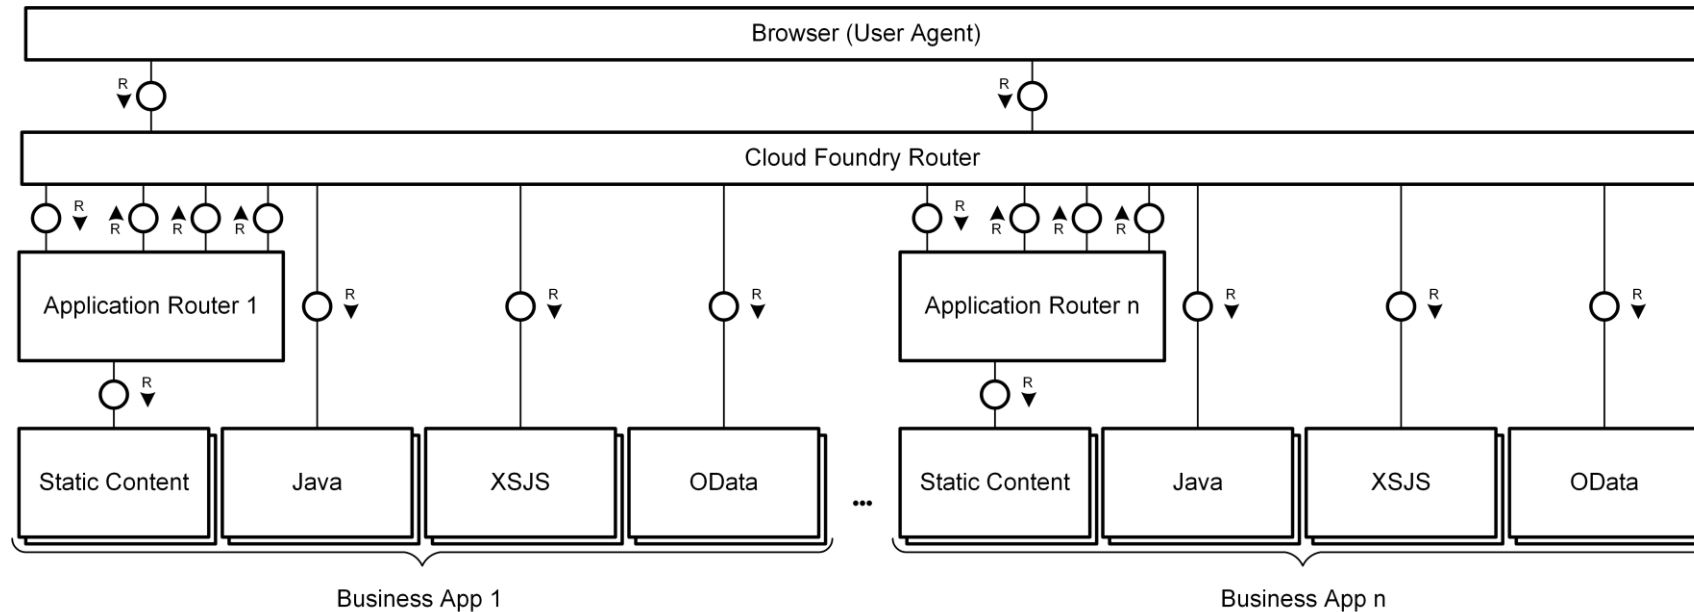 Browser (User Agent)
R R
Cloud Foundry Router
R R R R R R R R
Application Router 1 R R R Application Router n R R R
R R
Static Content Java XSJS OData ... Static Content Java XSJS OData
Business App 1 Business App n